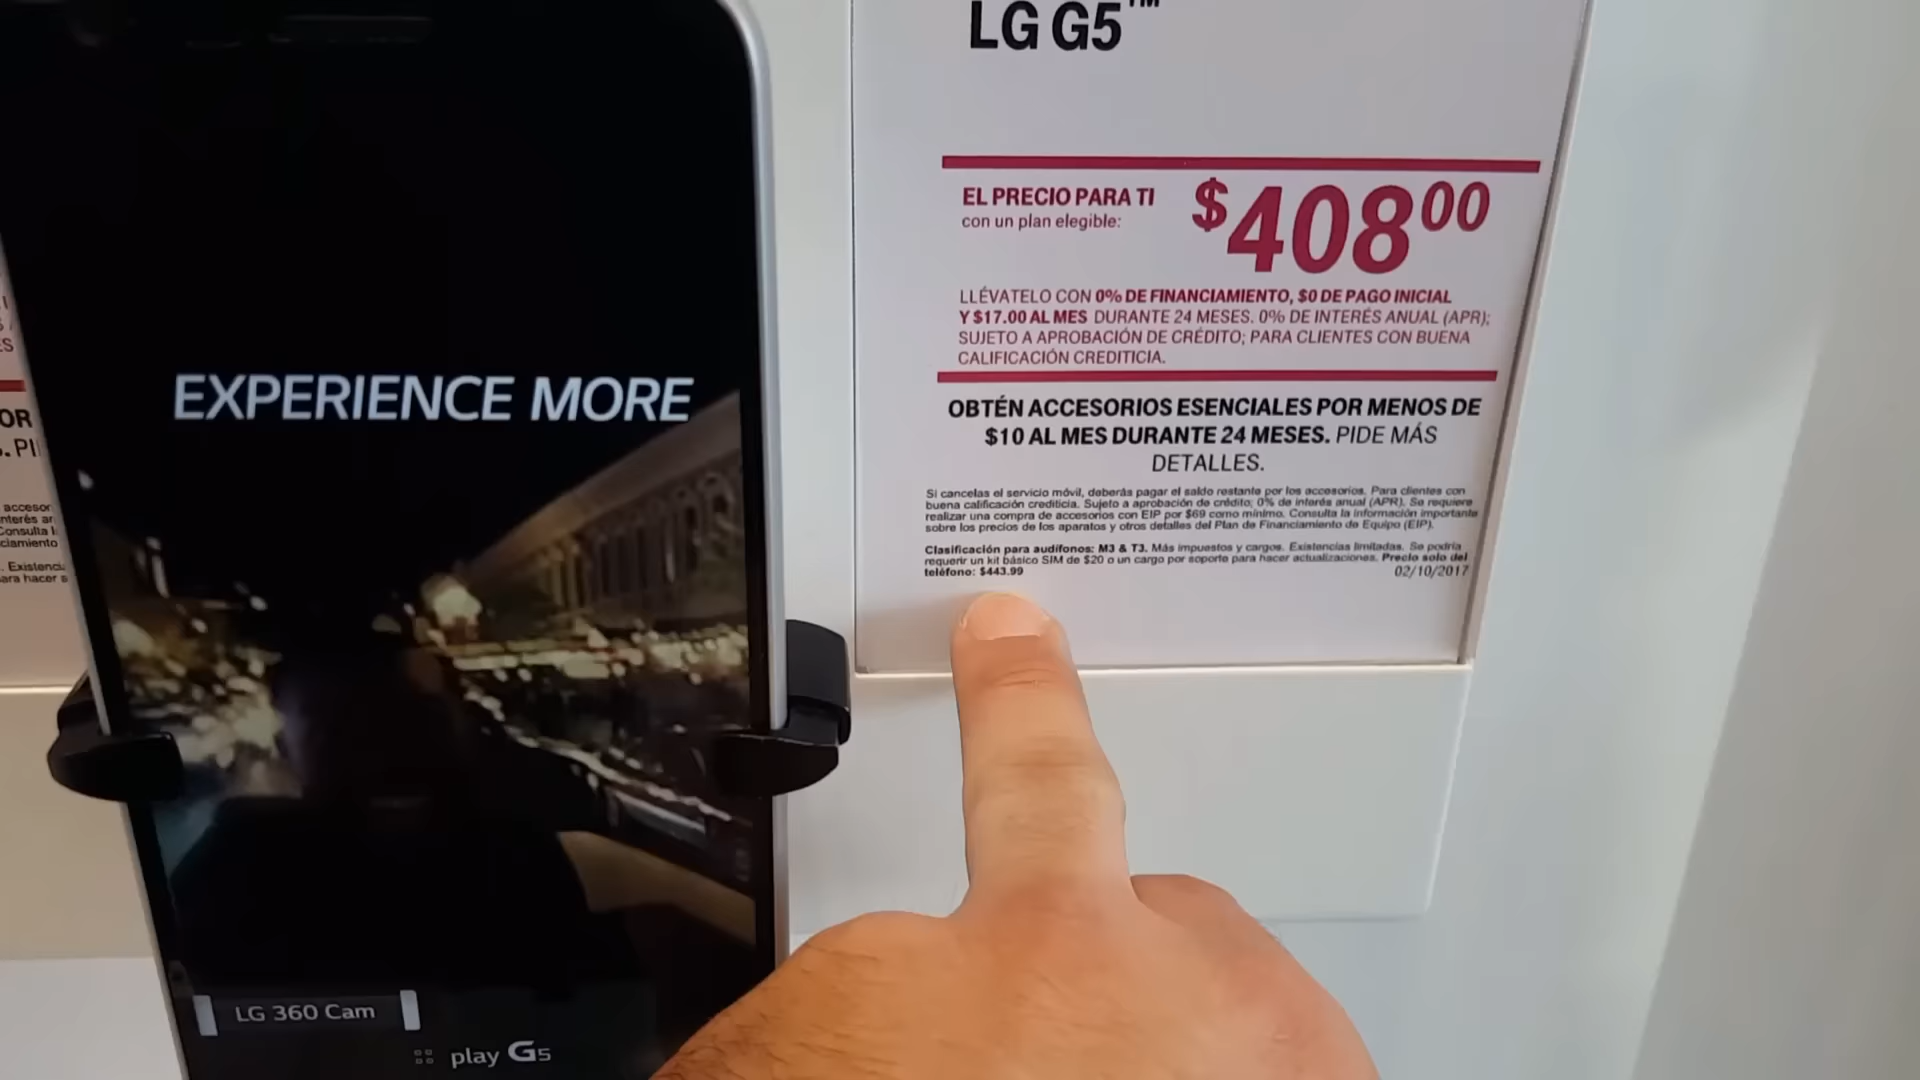 LG G5™
EL PRECIO PARA TI
con un plan elegible:
$408 00
LLÉVATELO CON 0% DE FINANCIAMIENTO, $0 DE PAGO INICIAL
Y $17.00 AL MES DURANTE 24 MESES. 0% DE INTERÉS ANUAL (APR);
SUJETO A APROBACIÓN DE CRÉDITO; PARA CLIENTES CON BUENA
CALIFICACIÓN CREDITICIA.
OBTÉN ACCESORIOS ESENCIALES POR MENOS DE
$10 AL MES DURANTE 24 MESES. PIDE MÁS
DETALLES.
Si cancelas el servicio móvil, deberás pagar el saldo restante por los accesorios. Para clientes con
buena calificación crediticia. Sujeto a aprobación de crédito; 0% de interés anual (APR). Se requiere
realizar una compra de accesorios con EIP por $69 como mínimo. Consulta la información importante
sobre los precios de los aparatos y otros detalles del Plan de Financiamiento de Equipo (EIP).
Clasificación para audífonos: M3 & T3. Más impuestos y cargos. Existencias limitadas. Se podría
requerir un kit básico SIM de $20 o un cargo por soporte para hacer actualizaciones. Precio solo del
teléfono: $443.99
02/10/2017
EXPERIENCE MORE
LG 360 Cam
play G5
OR
. PI
accesor
Consulta
ciamiento
ara hacer